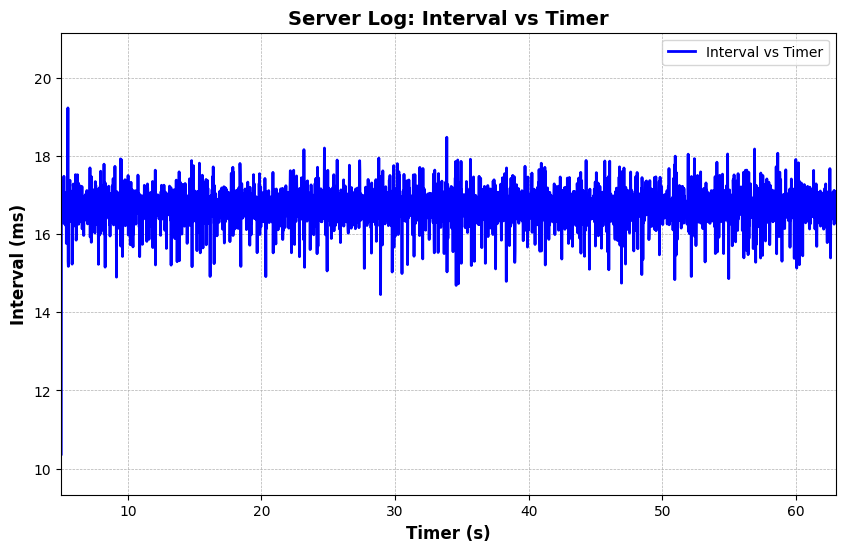 Server Log: Interval vs Timer
Interval vs Timer
20
18
16
14
12
10
Interval (ms)
10 20 30 40 50 60
Timer (s)